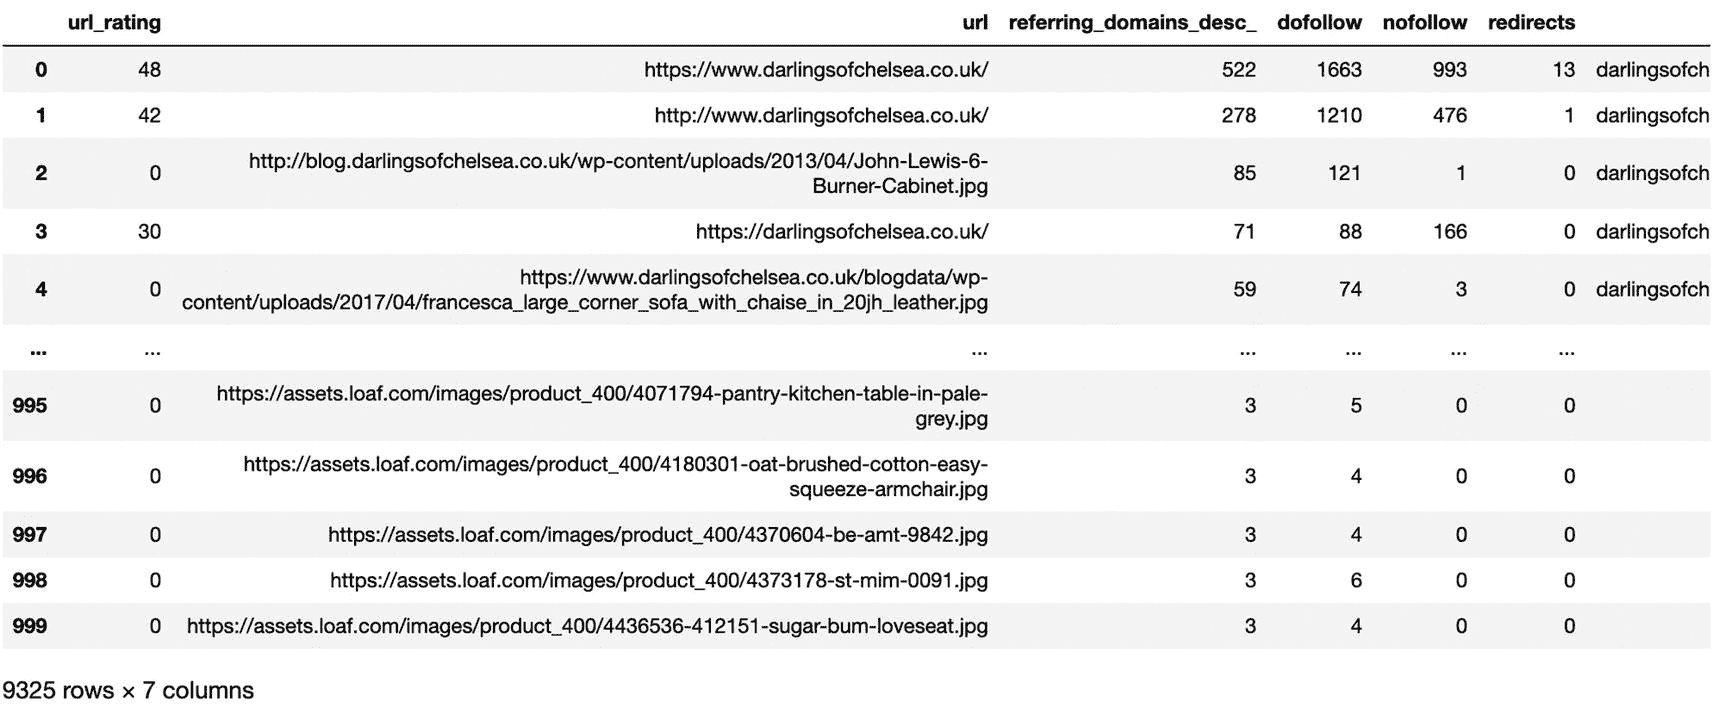 url_rating url referring_domains_desc_ dofollow nofollow redirects
0 48 https://www.darlingsofchelsea.co.uk/ 522 1663 993 13 darlingsofch
1 42 http://www.darlingsofchelsea.co.uk/ 278 1210 476 1 darlingsofch
http://blog.darlingsofchelsea.co.uk/wp-content/uploads/2013/04/John-Lewis-6-
2 0 85 121 1 0 darlingsofch
Burner-Cabinet.jpg
3 30 https://darlingsofchelsea.co.uk/ 71 88 166 0 darlingsofch
https://www.darlingsofchelsea.co.uk/blogdata/wp-
4 0 59 74 3 0 darlingsofch
content/uploads/2017/04/francesca_large_corner_sofa_with_chaise_in_20jh_leather.jpg
... ... ... ... ... ... ...
https://assets.loaf.com/images/product_400/4071794-pantry-kitchen-table-in-pale-
995 0 3 5 0 0
grey.jpg
https://assets.loaf.com/images/product_400/4180301-oat-brushed-cotton-easy-
996 0 3 4 0 0
squeeze-armchair.jpg
997 0 https://assets.loaf.com/images/product_400/4370604-be-amt-9842.jpg 3 4 0 0
998 0 https://assets.loaf.com/images/product_400/4373178-st-mim-0091.jpg 3 6 0 0
999 0 https://assets.loaf.com/images/product_400/4436536-412151-sugar-bum-loveseat.jpg 3 4 0 0
9325 rows × 7 columns